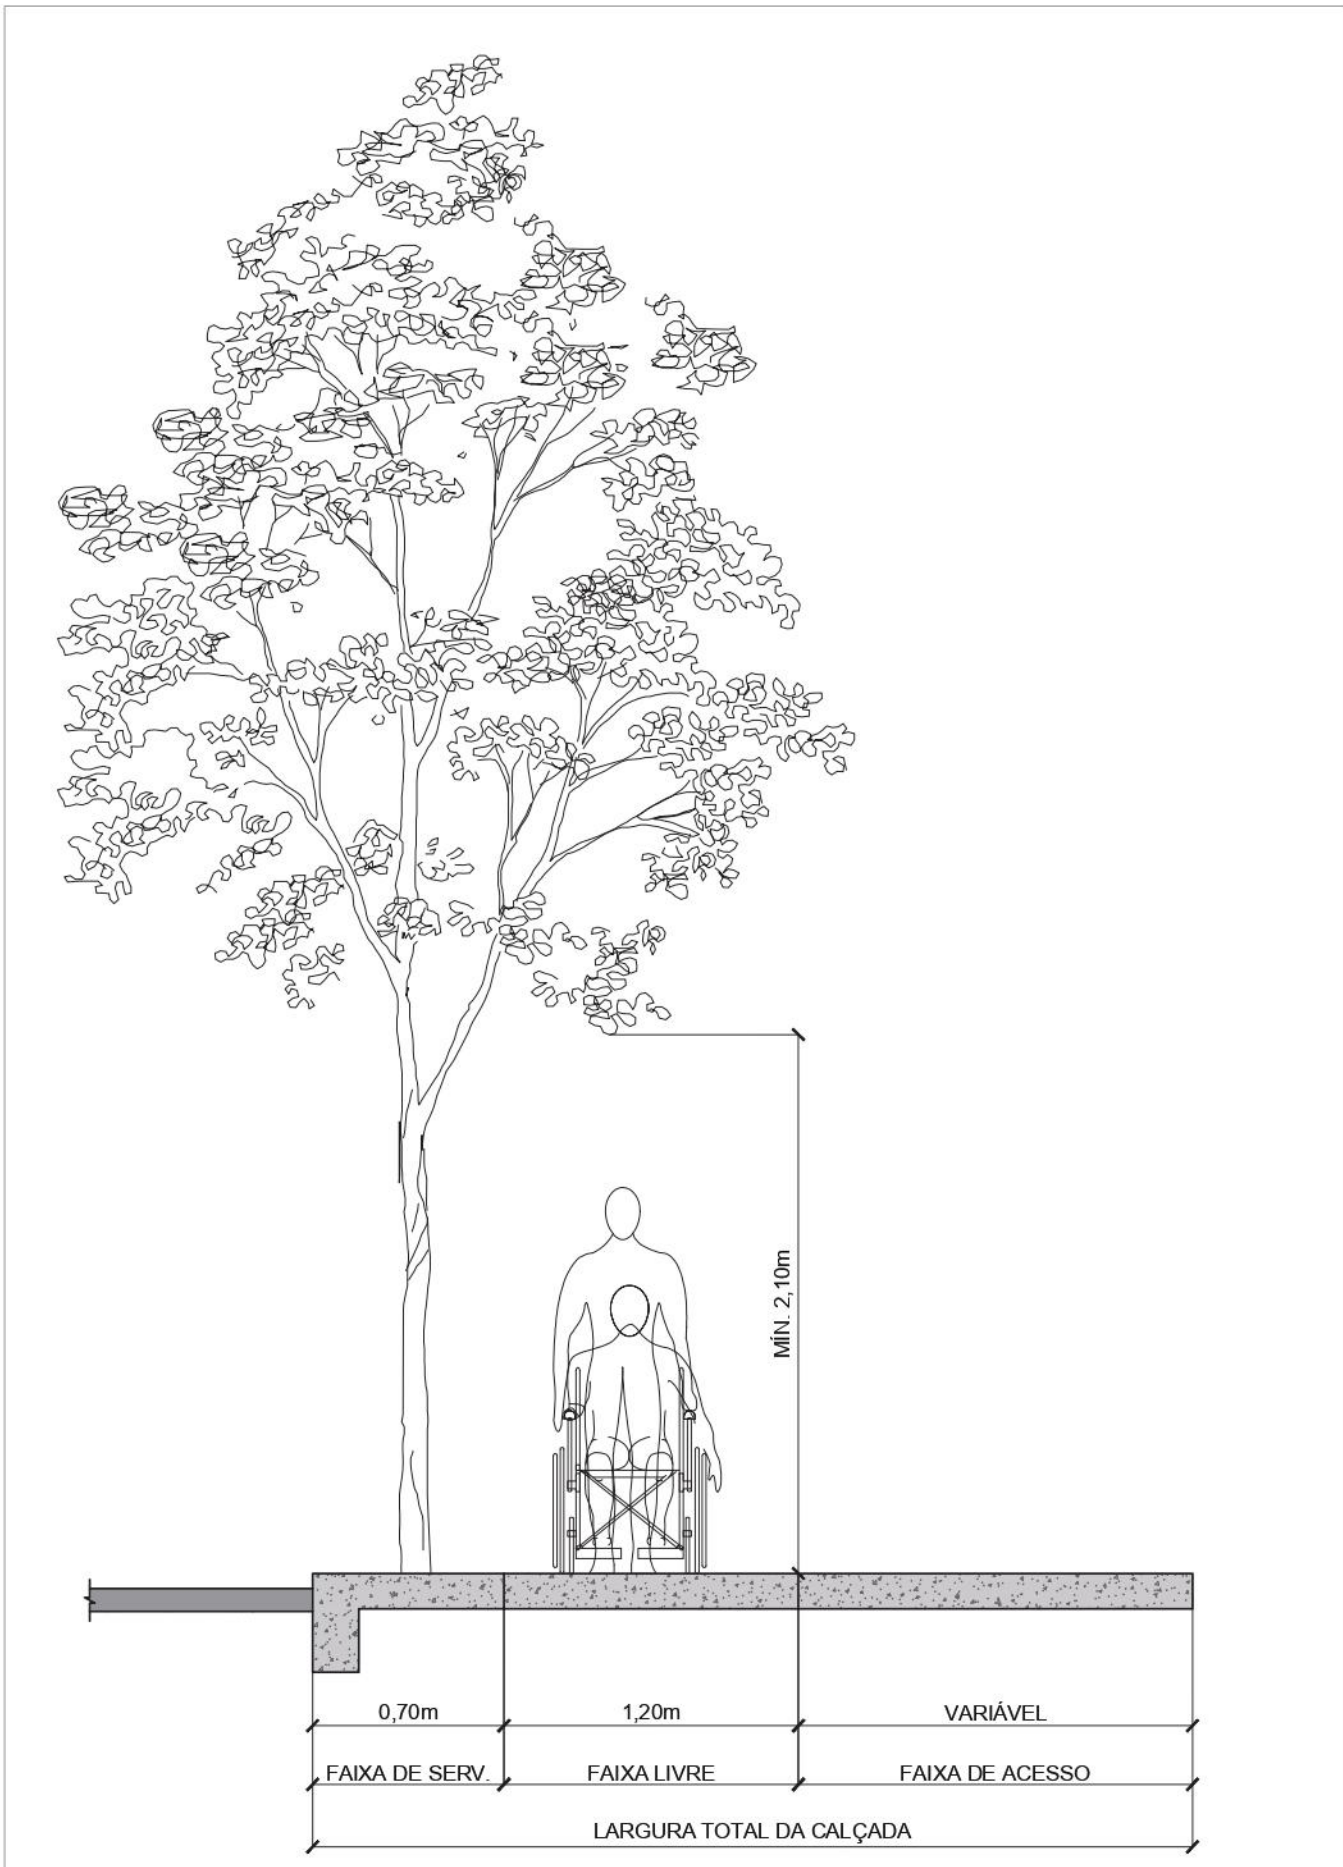 MÍN. 2,10m
0,70m 1,20m VARIÁVEL
FAIXA DE SERV. FAIXA LIVRE FAIXA DE ACESSO
LARGURA TOTAL DA CALÇADA